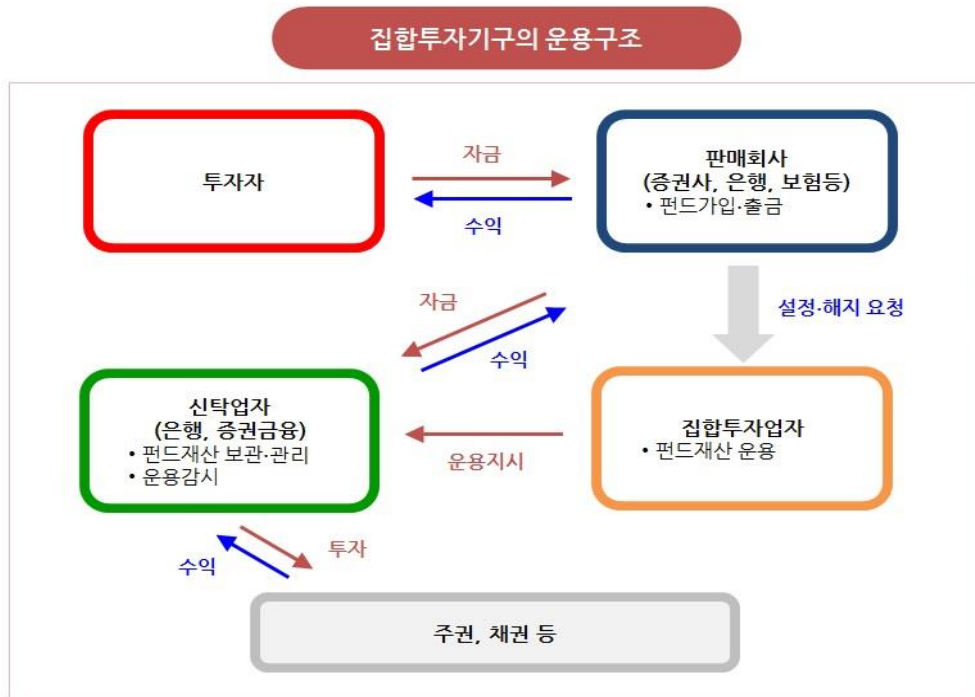 집합투자기구의 운용구조
투자자
자금
수익
판매회사
(증권사, 은행, 보험등)
• 펀드가입·출금
자금
수익
설정·해지 요청
신탁업자
(은행, 증권금융)
• 펀드재산 보관·관리
• 운용감시
운용지시
집합투자업자
• 펀드재산 운용
수익
투자
주권, 채권 등